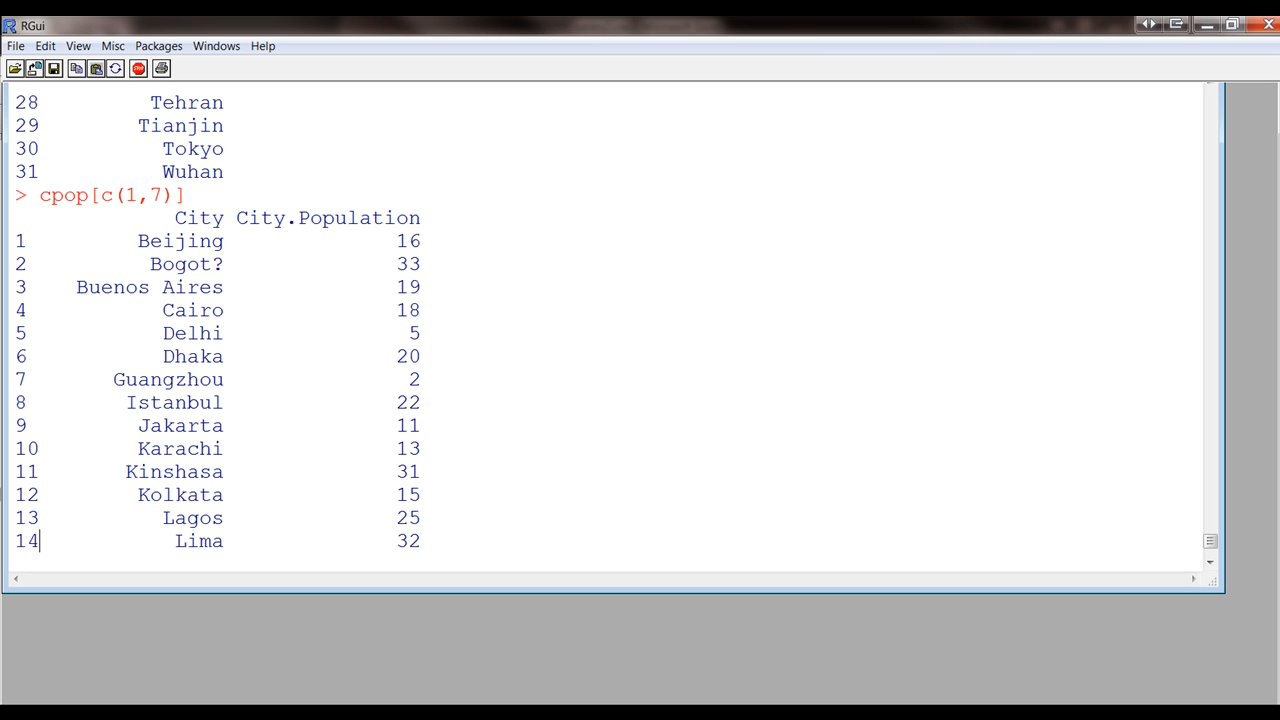 RGui
File Edit View Misc Packages Windows Help
STOP
28 Tehran
29 Tianjin
30 Tokyo
31 Wuhan
> cpop[c(1,7)]
City City.Population
1 Beijing 16
2 Bogot? 33
3 Buenos Aires 19
4 Cairo 18
5 Delhi 5
6 Dhaka 20
7 Guangzhou 2
8 Istanbul 22
9 Jakarta 11
10 Karachi 13
11 Kinshasa 31
12 Kolkata 15
13 Lagos 25
14 Lima 32